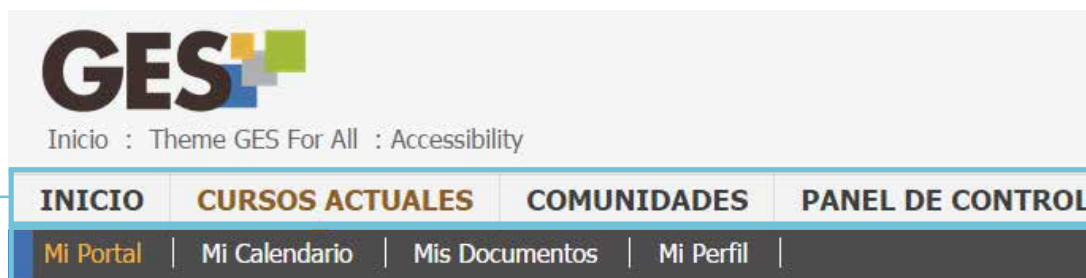 GES
Inicio : Theme GES For All : Accessibility
INICIO CURSOS ACTUALES COMUNIDADES PANEL DE CONTROL
Mi Portal | Mi Calendario | Mis Documentos | Mi Perfil |